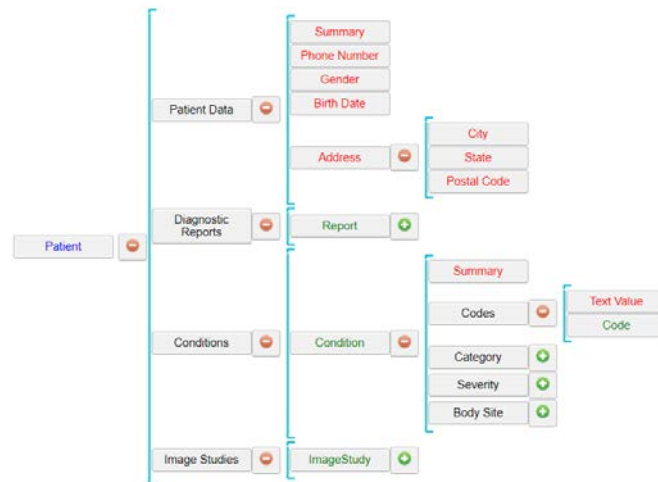 Summary
Phone Number
Gender
Birth Date
Patient Data
City
Address
State
Postal Code
Diagnostic
Reports
Report
Patient
Summary
Text Value
Codes
Code
Conditions
Condition
Category
Severity
Body Site
Image Studies
ImageStudy